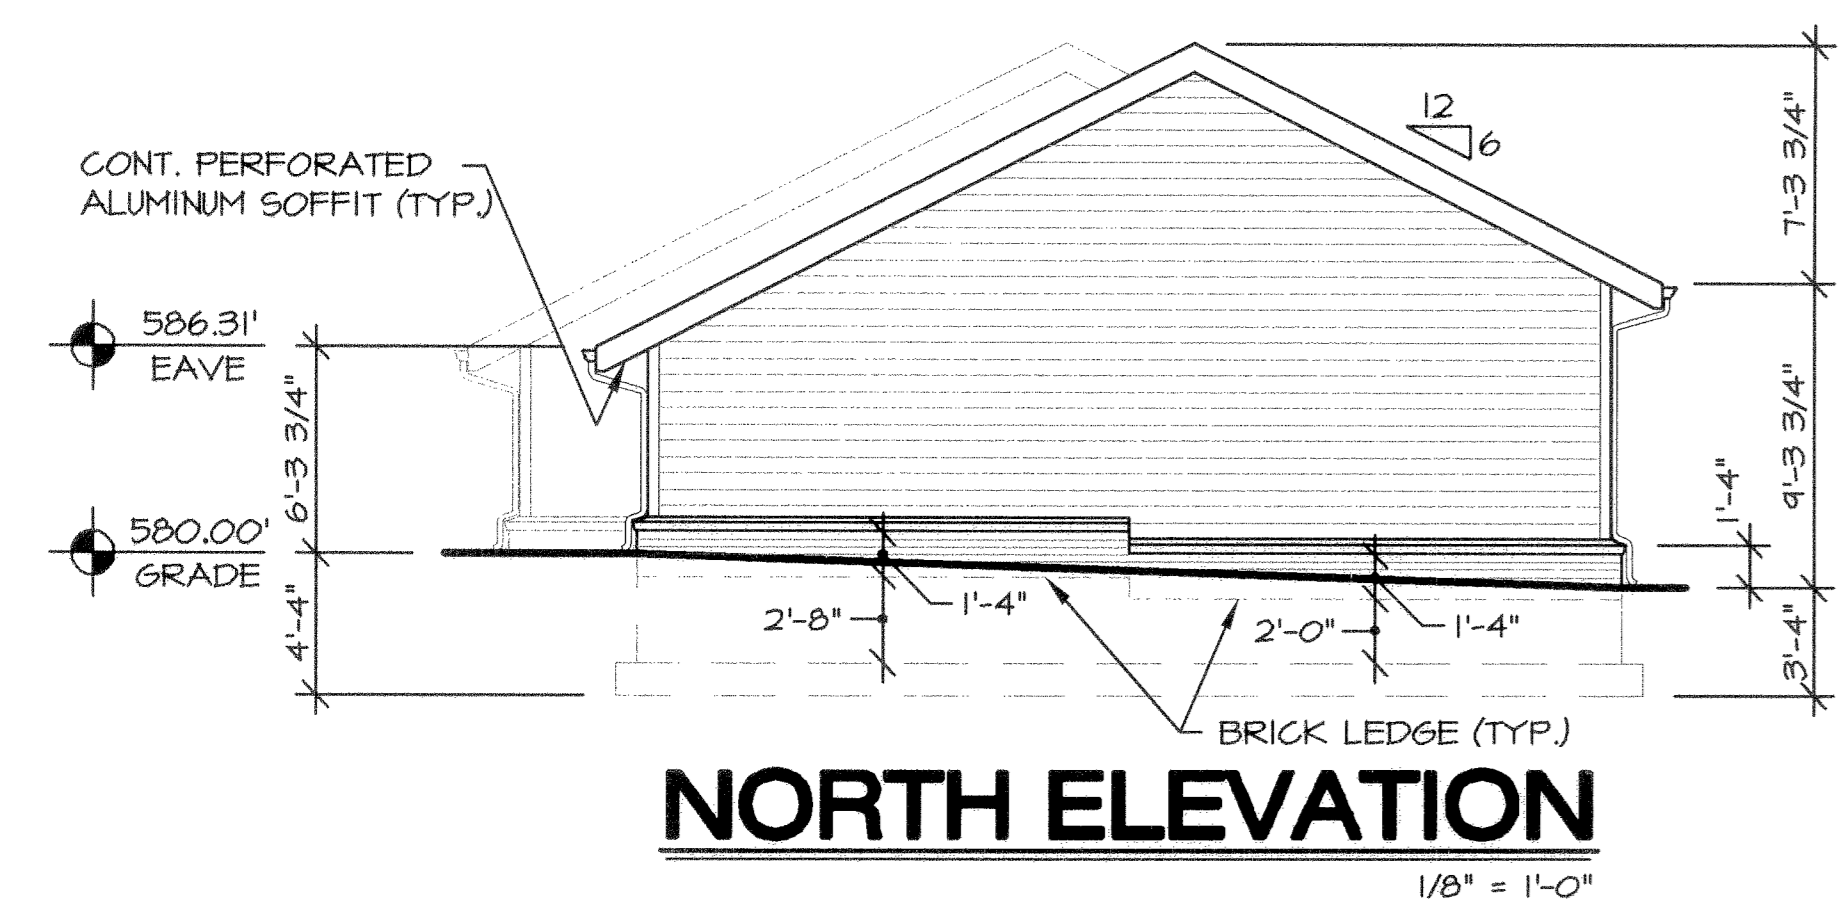 12
6
7'-3 3/4"
CONT. PERFORATED
ALUMINUM SOFFIT (TYP.)
586.31'
EAVE
6'-3 3/4"
9'-3 3/4"
1'-4"
580.00'
GRADE
4'-4"
2'-8"
1'-4"
2'-0"
1'-4"
3'-4"
BRICK LEDGE (TYP.)
NORTH ELEVATION
1/8" = 1'-0"